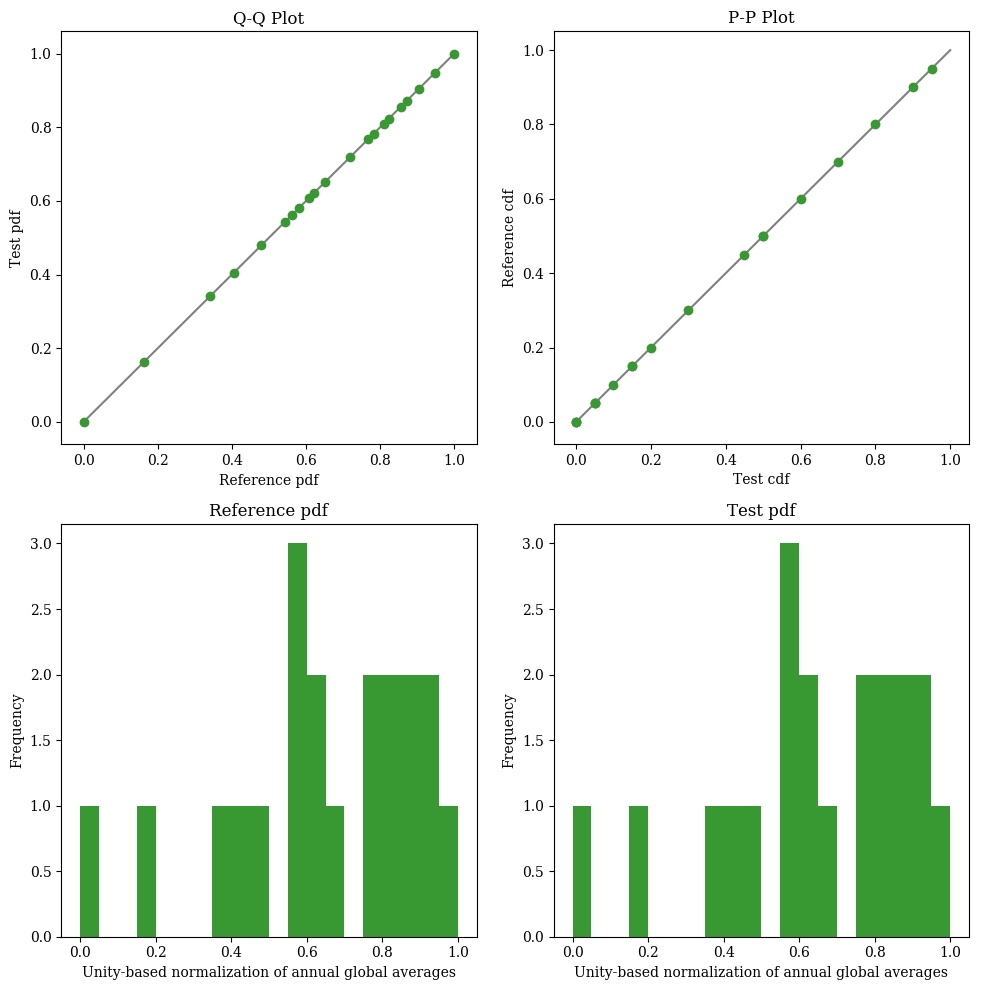 Q-Q Plot
1.0
0.8
0.6
0.4
0.2
0.0
Test pdf
0.0 0.2 0.4 0.6 0.8 1.0
Reference pdf
P-P Plot
1.0
0.8
0.6
0.4
0.2
0.0
Reference cdf
0.0 0.2 0.4 0.6 0.8 1.0
Test cdf
Reference pdf
3.0
2.5
2.0
1.5
1.0
0.5
0.0
Frequency
0.0 0.2 0.4 0.6 0.8 1.0
Unity-based normalization of annual global averages
Test pdf
3.0
2.5
2.0
1.5
1.0
0.5
0.0
Frequency
0.0 0.2 0.4 0.6 0.8 1.0
Unity-based normalization of annual global averages